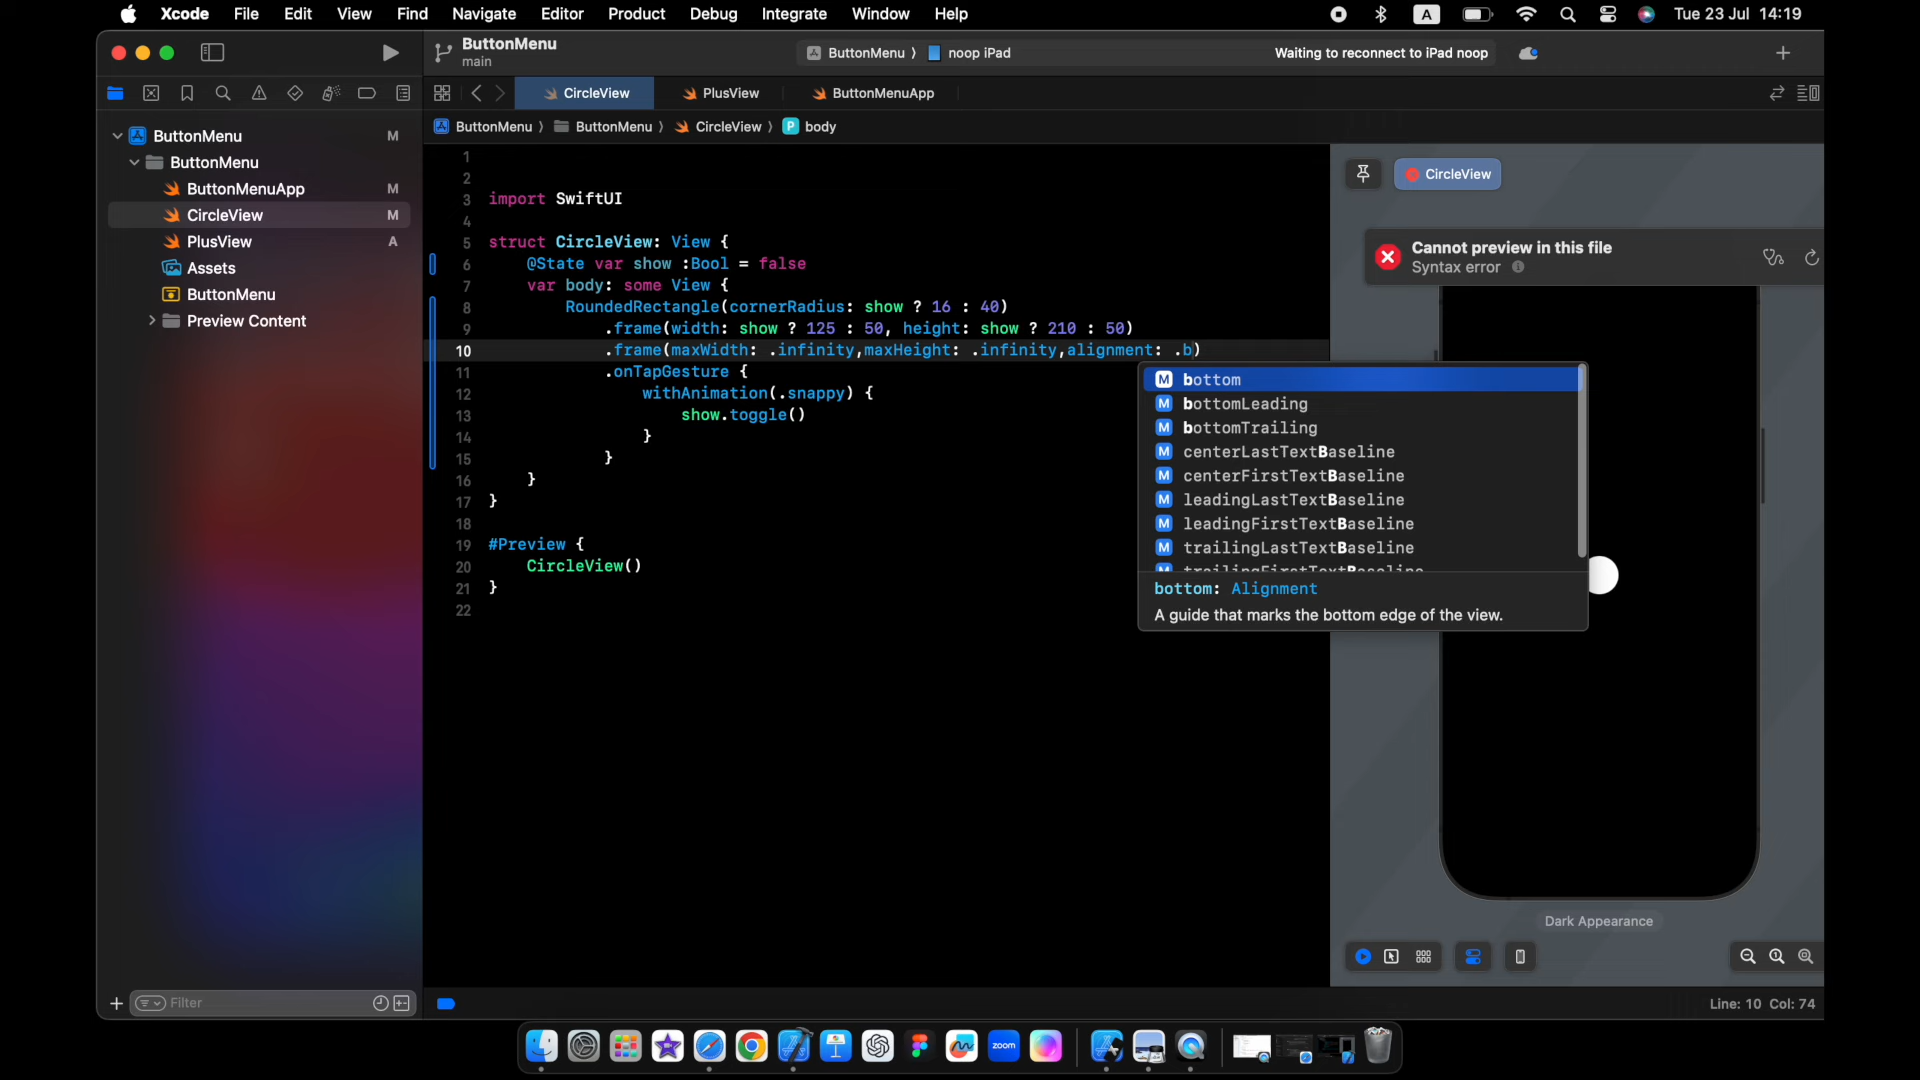 Xcode File Edit View Find Navigate Editor Product Debug Integrate Window Help
A Tue 23 Jul 14:19
ButtonMenu
main
ButtonMenu 〉 noop iPad
Waiting to reconnect to iPad noop
CircleView PlusView ButtonMenuApp
ButtonMenu 〉 ButtonMenu 〉 CircleView 〉 P body
ButtonMenu M
ButtonMenu
ButtonMenuApp M
CircleView M
PlusView A
Assets
ButtonMenu
Preview Content
Filter
1
2
3 import SwiftUI
4
5 struct CircleView: View {
6 @State var show :Bool = false
7 var body: some View {
8 RoundedRectangle(cornerRadius: show ? 16 : 40)
9 .frame(width: show ? 125 : 50, height: show ? 210 : 50)
10 .frame(maxWidth: .infinity,maxHeight: .infinity,alignment: .b)
11 .onTapGesture {
12 withAnimation(.snappy) {
13 show.toggle()
14 }
15 }
16 }
17 }
18
19 #Preview {
20 CircleView()
21 }
22
M bottom
M bottomLeading
M bottomTrailing
M centerLastTextBaseline
M centerFirstTextBaseline
M leadingLastTextBaseline
M leadingFirstTextBaseline
M trailingLastTextBaseline
M trailingFirstTextBaseline
bottom: Alignment
A guide that marks the bottom edge of the view.
CircleView
Cannot preview in this file
Syntax error
Dark Appearance
Line: 10 Col: 74
zoom